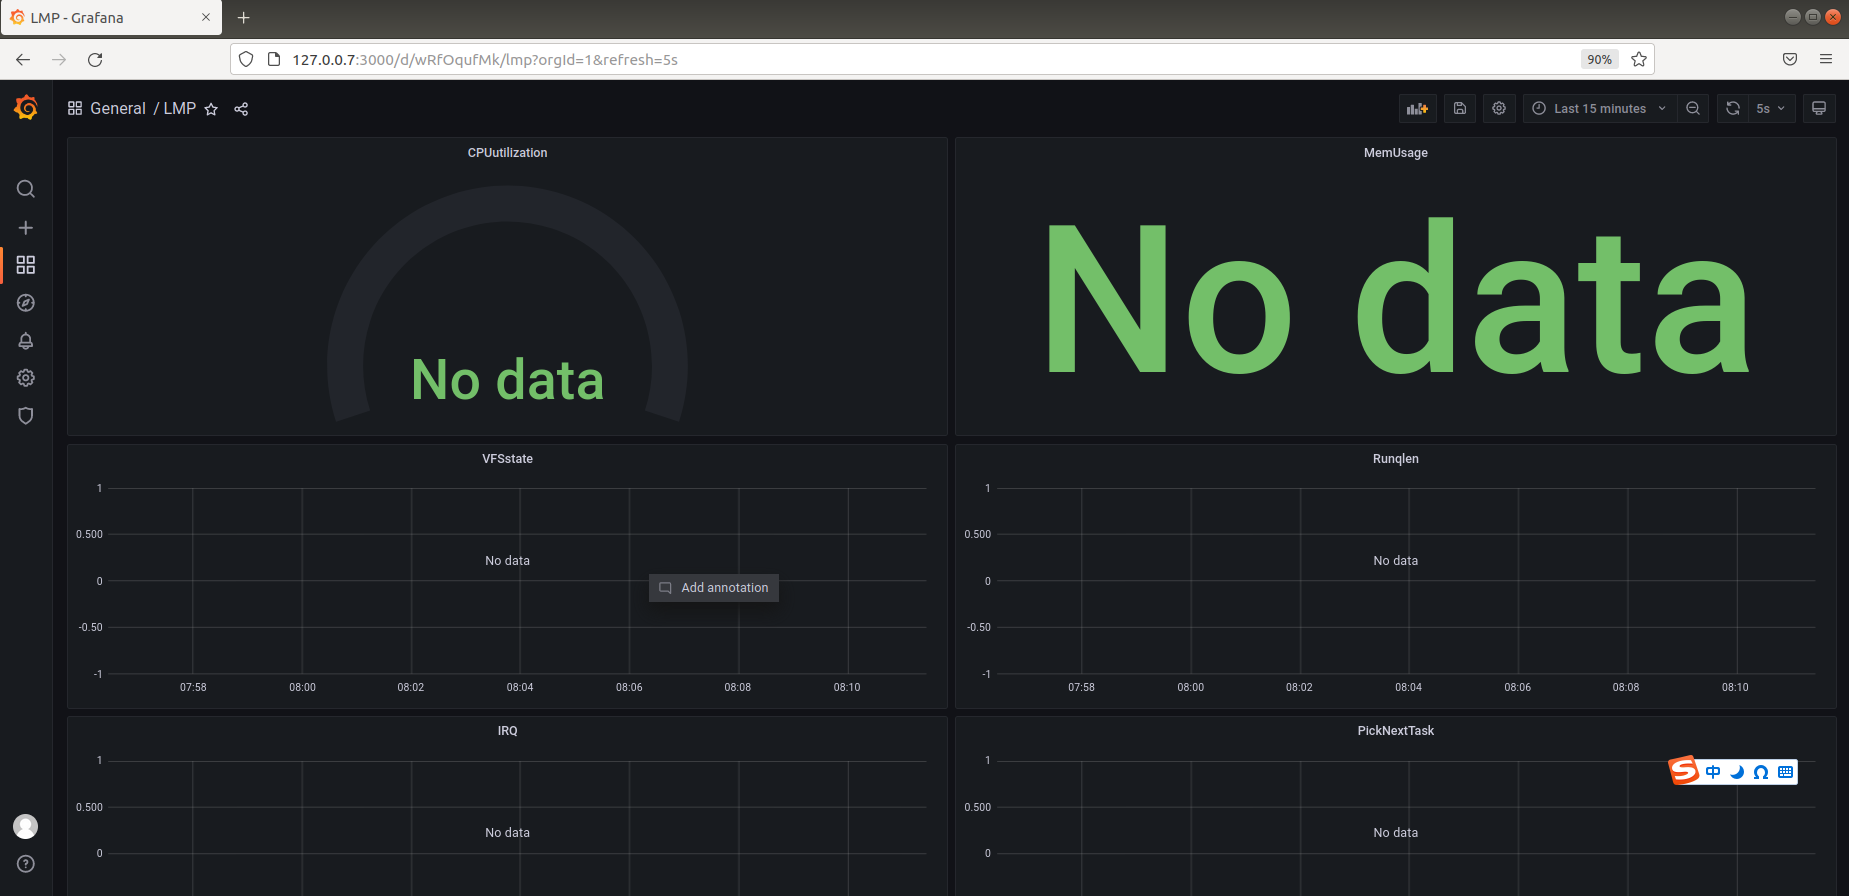 LMP - Grafana
127.0.0.7:3000/d/wRfOqufMk/lmp?orgId=1&refresh=5s
90%
General / LMP
Last 15 minutes
5s
CPUutilization
No data
MemUsage
No data
VFSstate
1
0.500
0
-0.50
-1
No data
Add annotation
07:58 08:00 08:02 08:04 08:06 08:08 08:10
Runqlen
1
0.500
0
-0.50
-1
No data
07:58 08:00 08:02 08:04 08:06 08:08 08:10
IRQ
1
0.500
0
No data
PickNextTask
1
0.500
0
No data
S 中